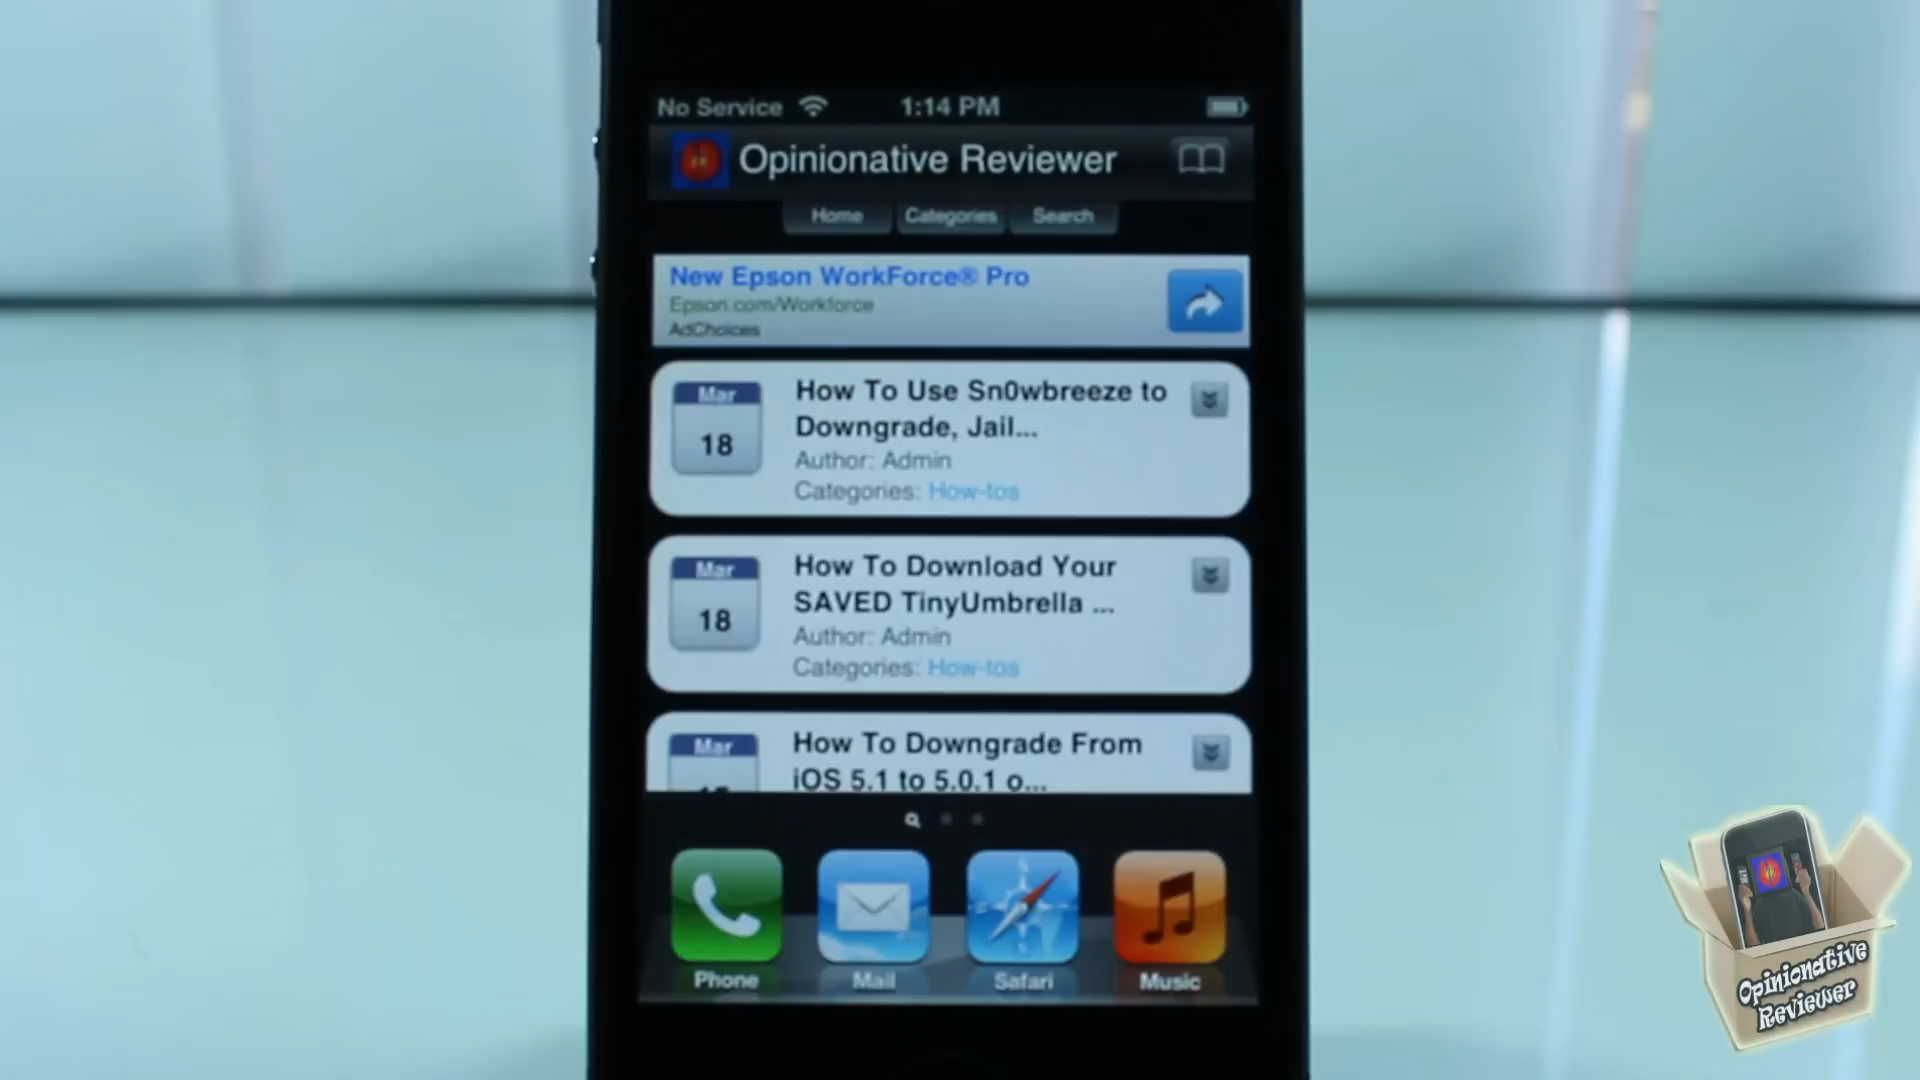 No Service 1:14 PM
Opinionative Reviewer
Home Categories Search
New Epson WorkForce® Pro
Epson.com/Workforce
AdChoices
Mar
18
How To Use Sn0wbreeze to
Downgrade, Jail...
Author: Admin
Categories: How-tos
Mar
18
How To Download Your
SAVED TinyUmbrella ...
Author: Admin
Categories: How-tos
Mar
How To Downgrade From
iOS 5.1 to 5.0.1 o...
Phone Mail Safari Music
Opinionative
Reviewer